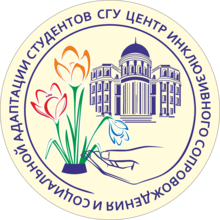 ЦЕНТР ИНКЛЮЗИВНОГО СОПРОВОЖДЕНИЯ И СОЦИАЛЬНОЙ АДАПТАЦИИ СТУДЕНТОВ СГУ